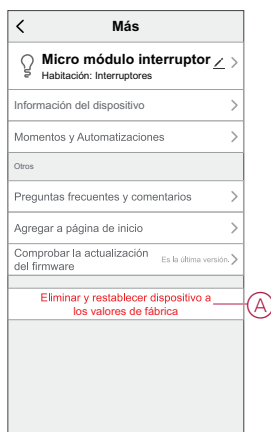 Más
Micro módulo interruptor
Habitación: Interruptores
Información del dispositivo
Momentos y Automatizaciones
Otros
Preguntas frecuentes y comentarios
Agregar a página de inicio
Comprobar la actualización
del firmware
Es la última versión.
Eliminar y restablecer dispositivo a
los valores de fábrica
A